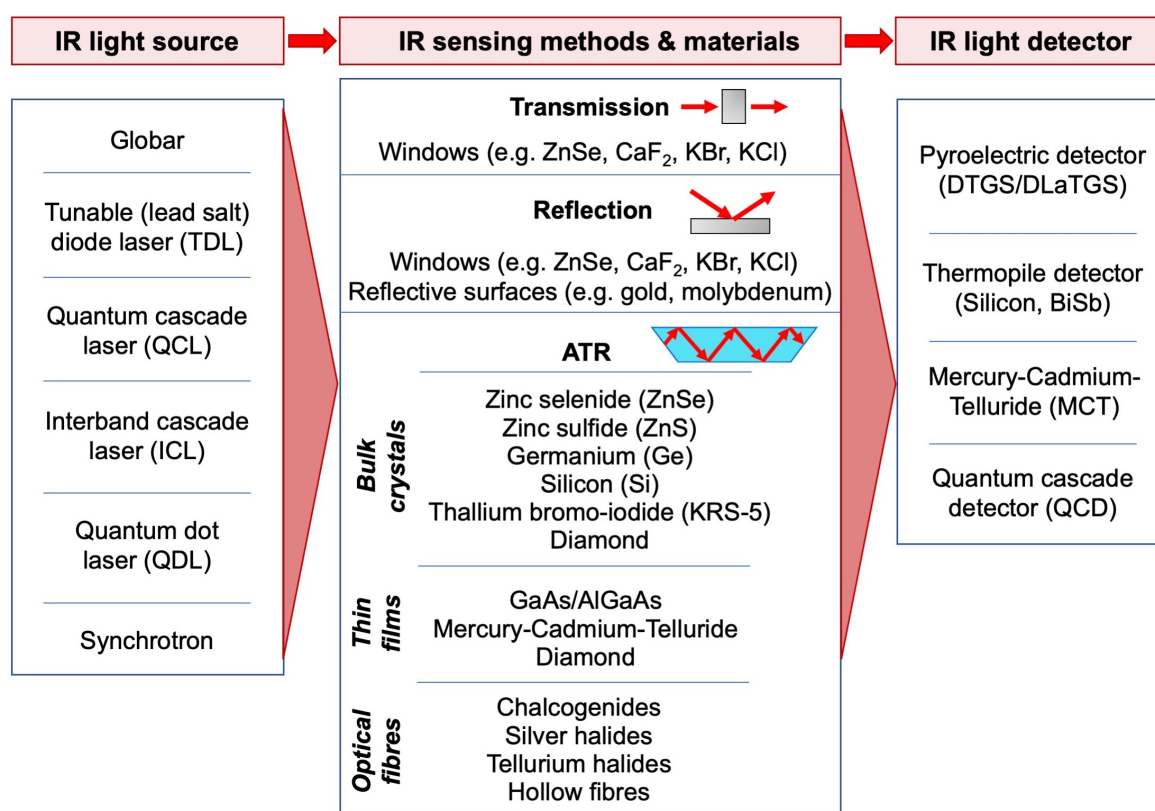 IR light source
IR sensing methods & materials
IR light detector
Globar
Tunable (lead salt)
diode laser (TDL)
Quantum cascade
laser (QCL)
Interband cascade
laser (ICL)
Quantum dot
laser (QDL)
Synchrotron
Transmission
Windows (e.g. ZnSe, CaF₂, KBr, KCl)
Reflection
Windows (e.g. ZnSe, CaF₂, KBr, KCl)
Reflective surfaces (e.g. gold, molybdenum)
ATR
Bulk
crystals
Zinc selenide (ZnSe)
Zinc sulfide (ZnS)
Germanium (Ge)
Silicon (Si)
Thallium bromo-iodide (KRS-5)
Diamond
Thin
films
GaAs/AlGaAs
Mercury-Cadmium-Telluride
Diamond
Optical
fibres
Chalcogenides
Silver halides
Tellurium halides
Hollow fibres
Pyroelectric detector
(DTGS/DLaTGS)
Thermopile detector
(Silicon, BiSb)
Mercury-Cadmium-
Telluride (MCT)
Quantum cascade
detector (QCD)